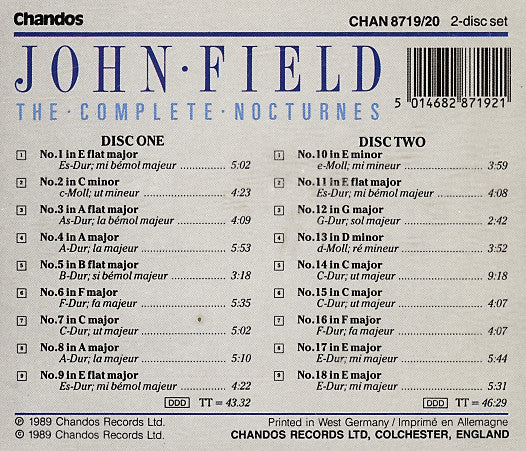 Chandos
CHAN 8719/20 2-disc set
JOHN·FIELD
THE·COMPLETE·NOCTURNES
5 014682 871921
DISC ONE
1 No.1 in E flat major
Es-Dur; mi bémol majeur 5:02
2 No.2 in C minor
c-Moll; ut mineur 4:23
3 No.3 in A flat major
As-Dur; la bémol majeur 4:09
4 No.4 in A major
A-Dur; la majeur 5:53
5 No.5 in B flat major
B-Dur; si bémol majeur 3:18
6 No.6 in F major
F-Dur; fa majeur 5:35
7 No.7 in C major
C-Dur; ut majeur 5:02
8 No.8 in A major
A-Dur; la majeur 5:10
9 No.9 in E flat major
Es-Dur; mi bémol majeur 4:22
DDD TT = 43.32
DISC TWO
1 No.10 in E minor
e-Moll; mi mineur 3:59
2 No.11 in E flat major
Es-Dur; mi bémol majeur 4:08
3 No.12 in G major
G-Dur; sol majeur 2:42
4 No.13 in D minor
d-Moll; ré mineur 3:52
5 No.14 in C major
C-Dur; ut majeur 9:18
6 No.15 in C major
C-Dur; ut majeur 4:07
7 No.16 in F major
F-Dur; fa majeur 4:07
8 No.17 in E major
E-Dur; mi majeur 5:44
9 No.18 in E major
E-Dur; mi majeur 5:31
DDD TT = 46:29
℗ 1989 Chandos Records Ltd.
© 1989 Chandos Records Ltd.
Printed in West Germany / Imprimé en Allemagne
CHANDOS RECORDS LTD, COLCHESTER, ENGLAND